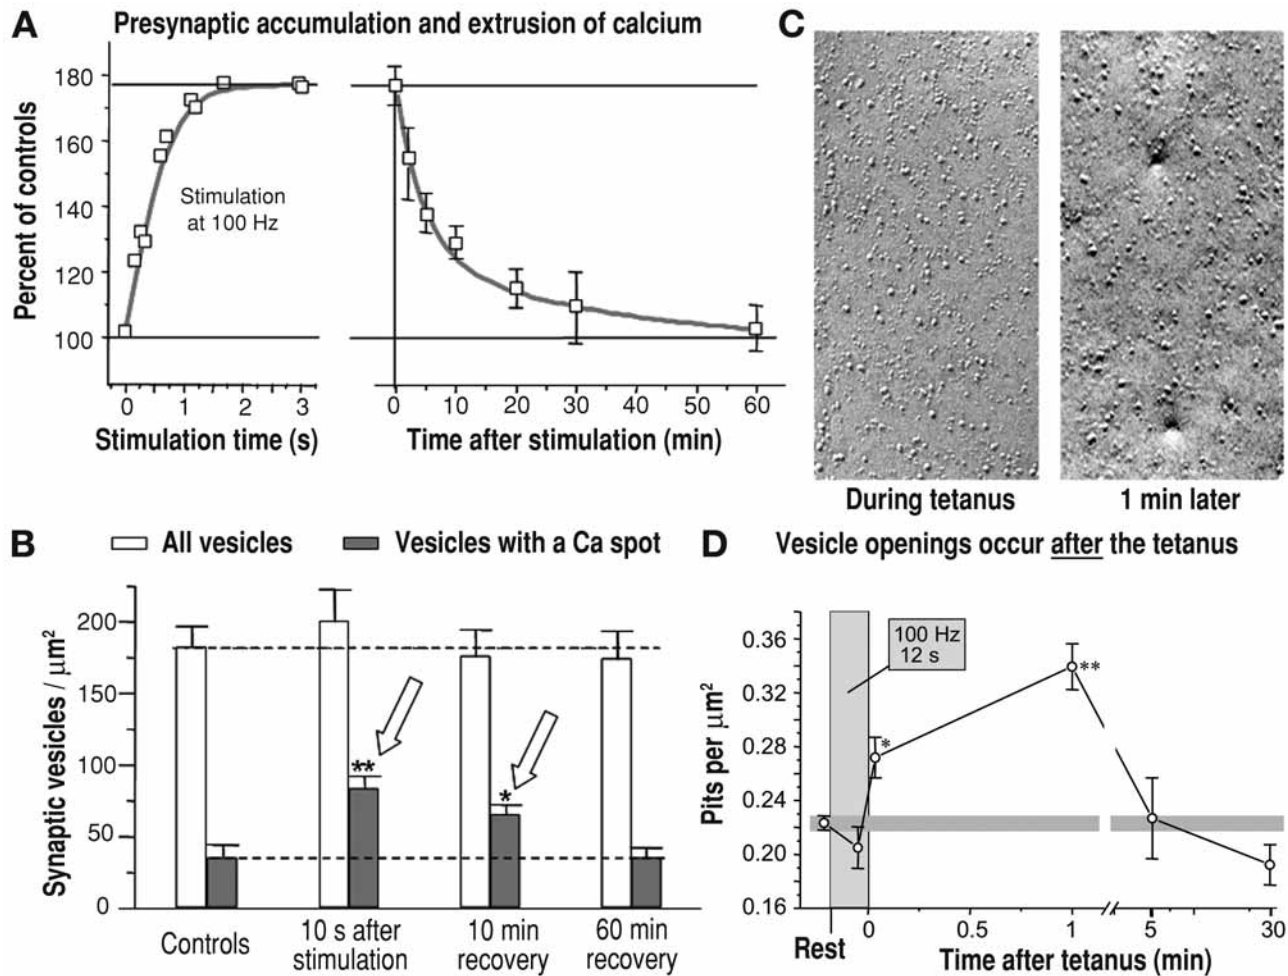 A Presynaptic accumulation and extrusion of calcium
Percent of controls
180
160
140
120
100
Stimulation
at 100 Hz
0 1 2 3
Stimulation time (s)
0 10 20 30 40 50 60
Time after stimulation (min)
C
During tetanus
1 min later
B All vesicles Vesicles with a Ca spot
Synaptic vesicles / μm²
200
150
100
50
0
**
*
Controls
10 s after
stimulation
10 min
recovery
60 min
recovery
D Vesicle openings occur after the tetanus
Pits per μm²
0.36
0.32
0.28
0.24
0.20
0.16
100 Hz
12 s
*
**
Rest
0 0.5 1 5 30
Time after tetanus (min)